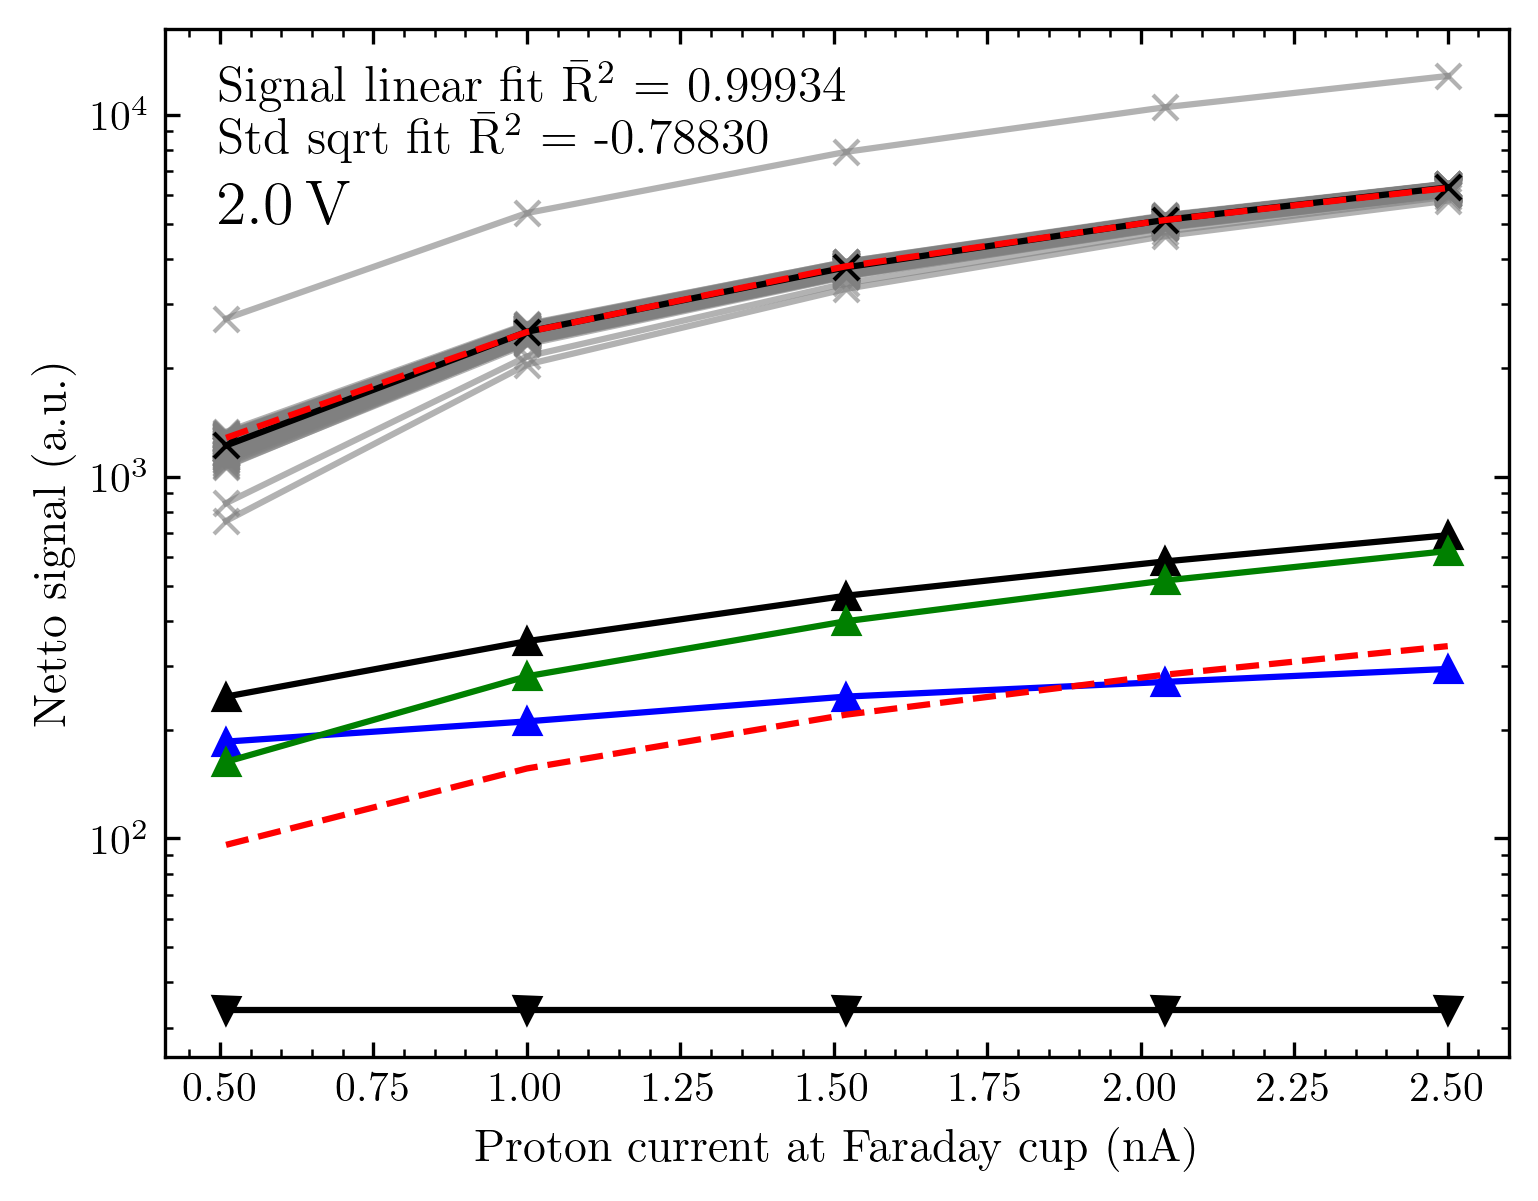 Signal linear fit R̄² = 0.99934
Std sqrt fit R̄² = -0.78830
2.0 V
10⁴
10³
10²
Netto signal (a.u.)
0.50 0.75 1.00 1.25 1.50 1.75 2.00 2.25 2.50
Proton current at Faraday cup (nA)